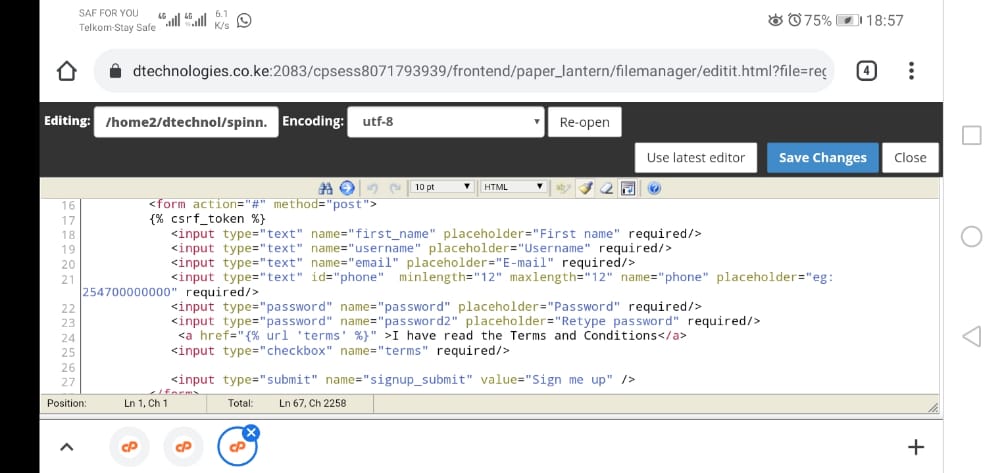 SAF FOR YOU
Telkom-Stay Safe
4G 4G 6.1 K/s
75% 18:57
dtechnologies.co.ke:2083/cpsess8071793939/frontend/paper_lantern/filemanager/editit.html?file=reg
4
Editing: /home2/dtechnol/spinn. Encoding: utf-8 Re-open
Use latest editor Save Changes Close
10 pt HTML
16 <form action="#" method="post">
17 {% csrf_token %}
18 <input type="text" name="first_name" placeholder="First name" required/>
19 <input type="text" name="username" placeholder="Username" required/>
20 <input type="text" name="email" placeholder="E-mail" required/>
21 <input type="text" id="phone" minlength="12" maxlength="12" name="phone" placeholder="eg:
254700000000" required/>
22 <input type="password" name="password" placeholder="Password" required/>
23 <input type="password" name="password2" placeholder="Retype password" required/>
24 <a href="{% url 'terms' %}" >I have read the Terms and Conditions</a>
25 <input type="checkbox" name="terms" required/>
26
27 <input type="submit" name="signup_submit" value="Sign me up" />
</form>
Position: Ln 1, Ch 1 Total: Ln 67, Ch 2258
cP cP cP